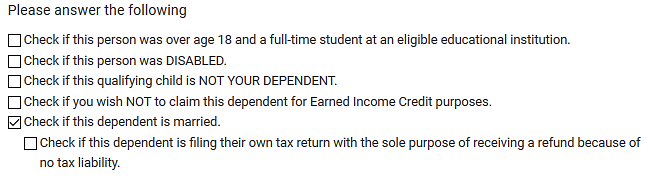 Please answer the following
Check if this person was over age 18 and a full-time student at an eligible educational institution.
Check if this person was DISABLED.
Check if this qualifying child is NOT YOUR DEPENDENT.
Check if you wish NOT to claim this dependent for Earned Income Credit purposes.
Check if this dependent is married.
Check if this dependent is filing their own tax return with the sole purpose of receiving a refund because of
no tax liability.